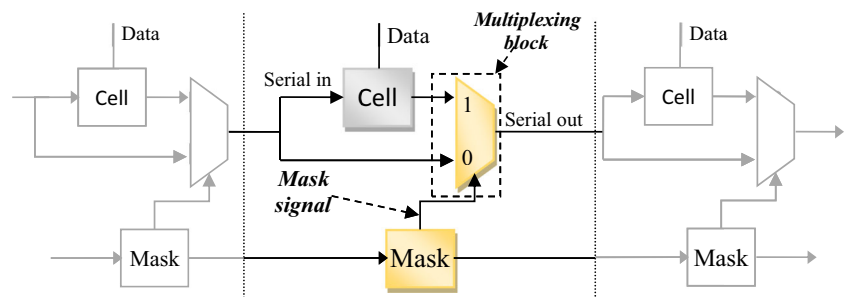 Data
Cell
Mask
Serial in
Data
Cell
Multiplexing
block
1
0
Serial out
Mask
signal
Mask
Data
Cell
Mask